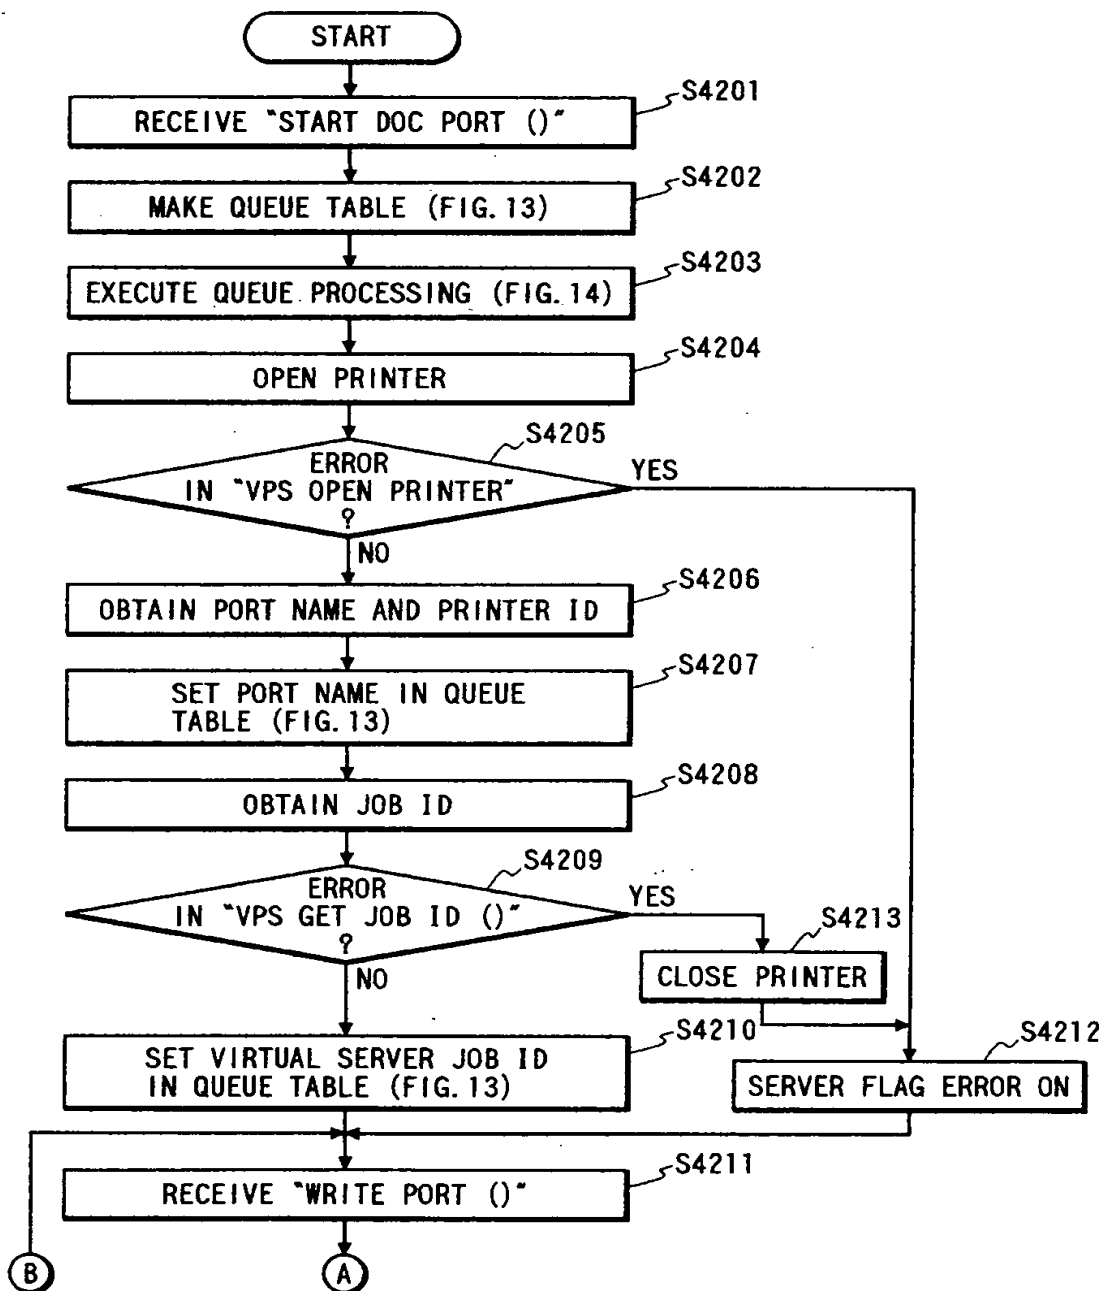 START
S4201
RECEIVE "START DOC PORT ()"
S4202
MAKE QUEUE TABLE (FIG. 13)
S4203
EXECUTE QUEUE PROCESSING (FIG. 14)
S4204
OPEN PRINTER
S4205
ERROR
IN "VPS OPEN PRINTER"
?
YES
NO
S4206
OBTAIN PORT NAME AND PRINTER ID
S4207
SET PORT NAME IN QUEUE
TABLE (FIG. 13)
S4208
OBTAIN JOB ID
S4209
ERROR
IN "VPS GET JOB ID ()"
?
YES
NO
S4213
CLOSE PRINTER
S4210
SET VIRTUAL SERVER JOB ID
IN QUEUE TABLE (FIG. 13)
S4212
SERVER FLAG ERROR ON
S4211
RECEIVE "WRITE PORT ()"
B
A